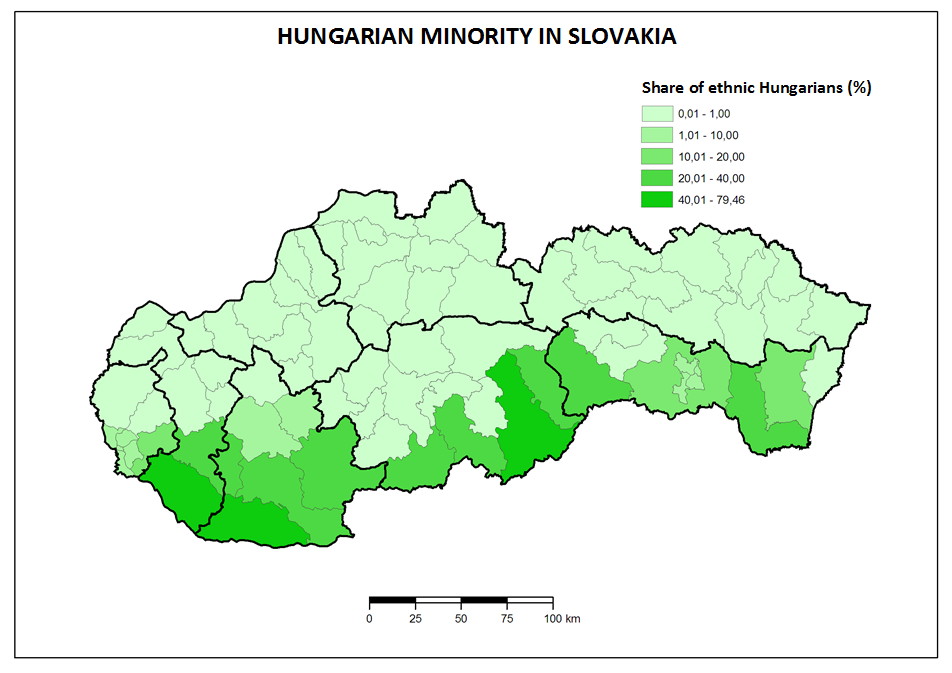 HUNGARIAN MINORITY IN SLOVAKIA
Share of ethnic Hungarians (%)
0,01 - 1,00
1,01 - 10,00
10,01 - 20,00
20,01 - 40,00
40,01 - 79,46
0 25 50 75 100 km